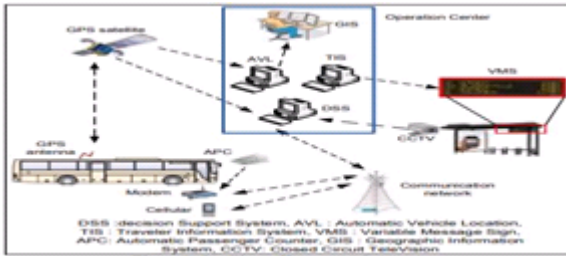 GIS
Operation Center
GPS satellite
AVL
TIS
VMS
DSS
CCTV
GPS
antenna
APC
Modem
Cellular
Communication
network
DSS :decision Support System, AVL : Automatic Vehicle Location,
TIS : Traveler Information System, VMS : Variable Message Sign,
APC: Automatic Passenger Counter, GIS : Geographic Information
System, CCTV: Closed Circuit TeleVision